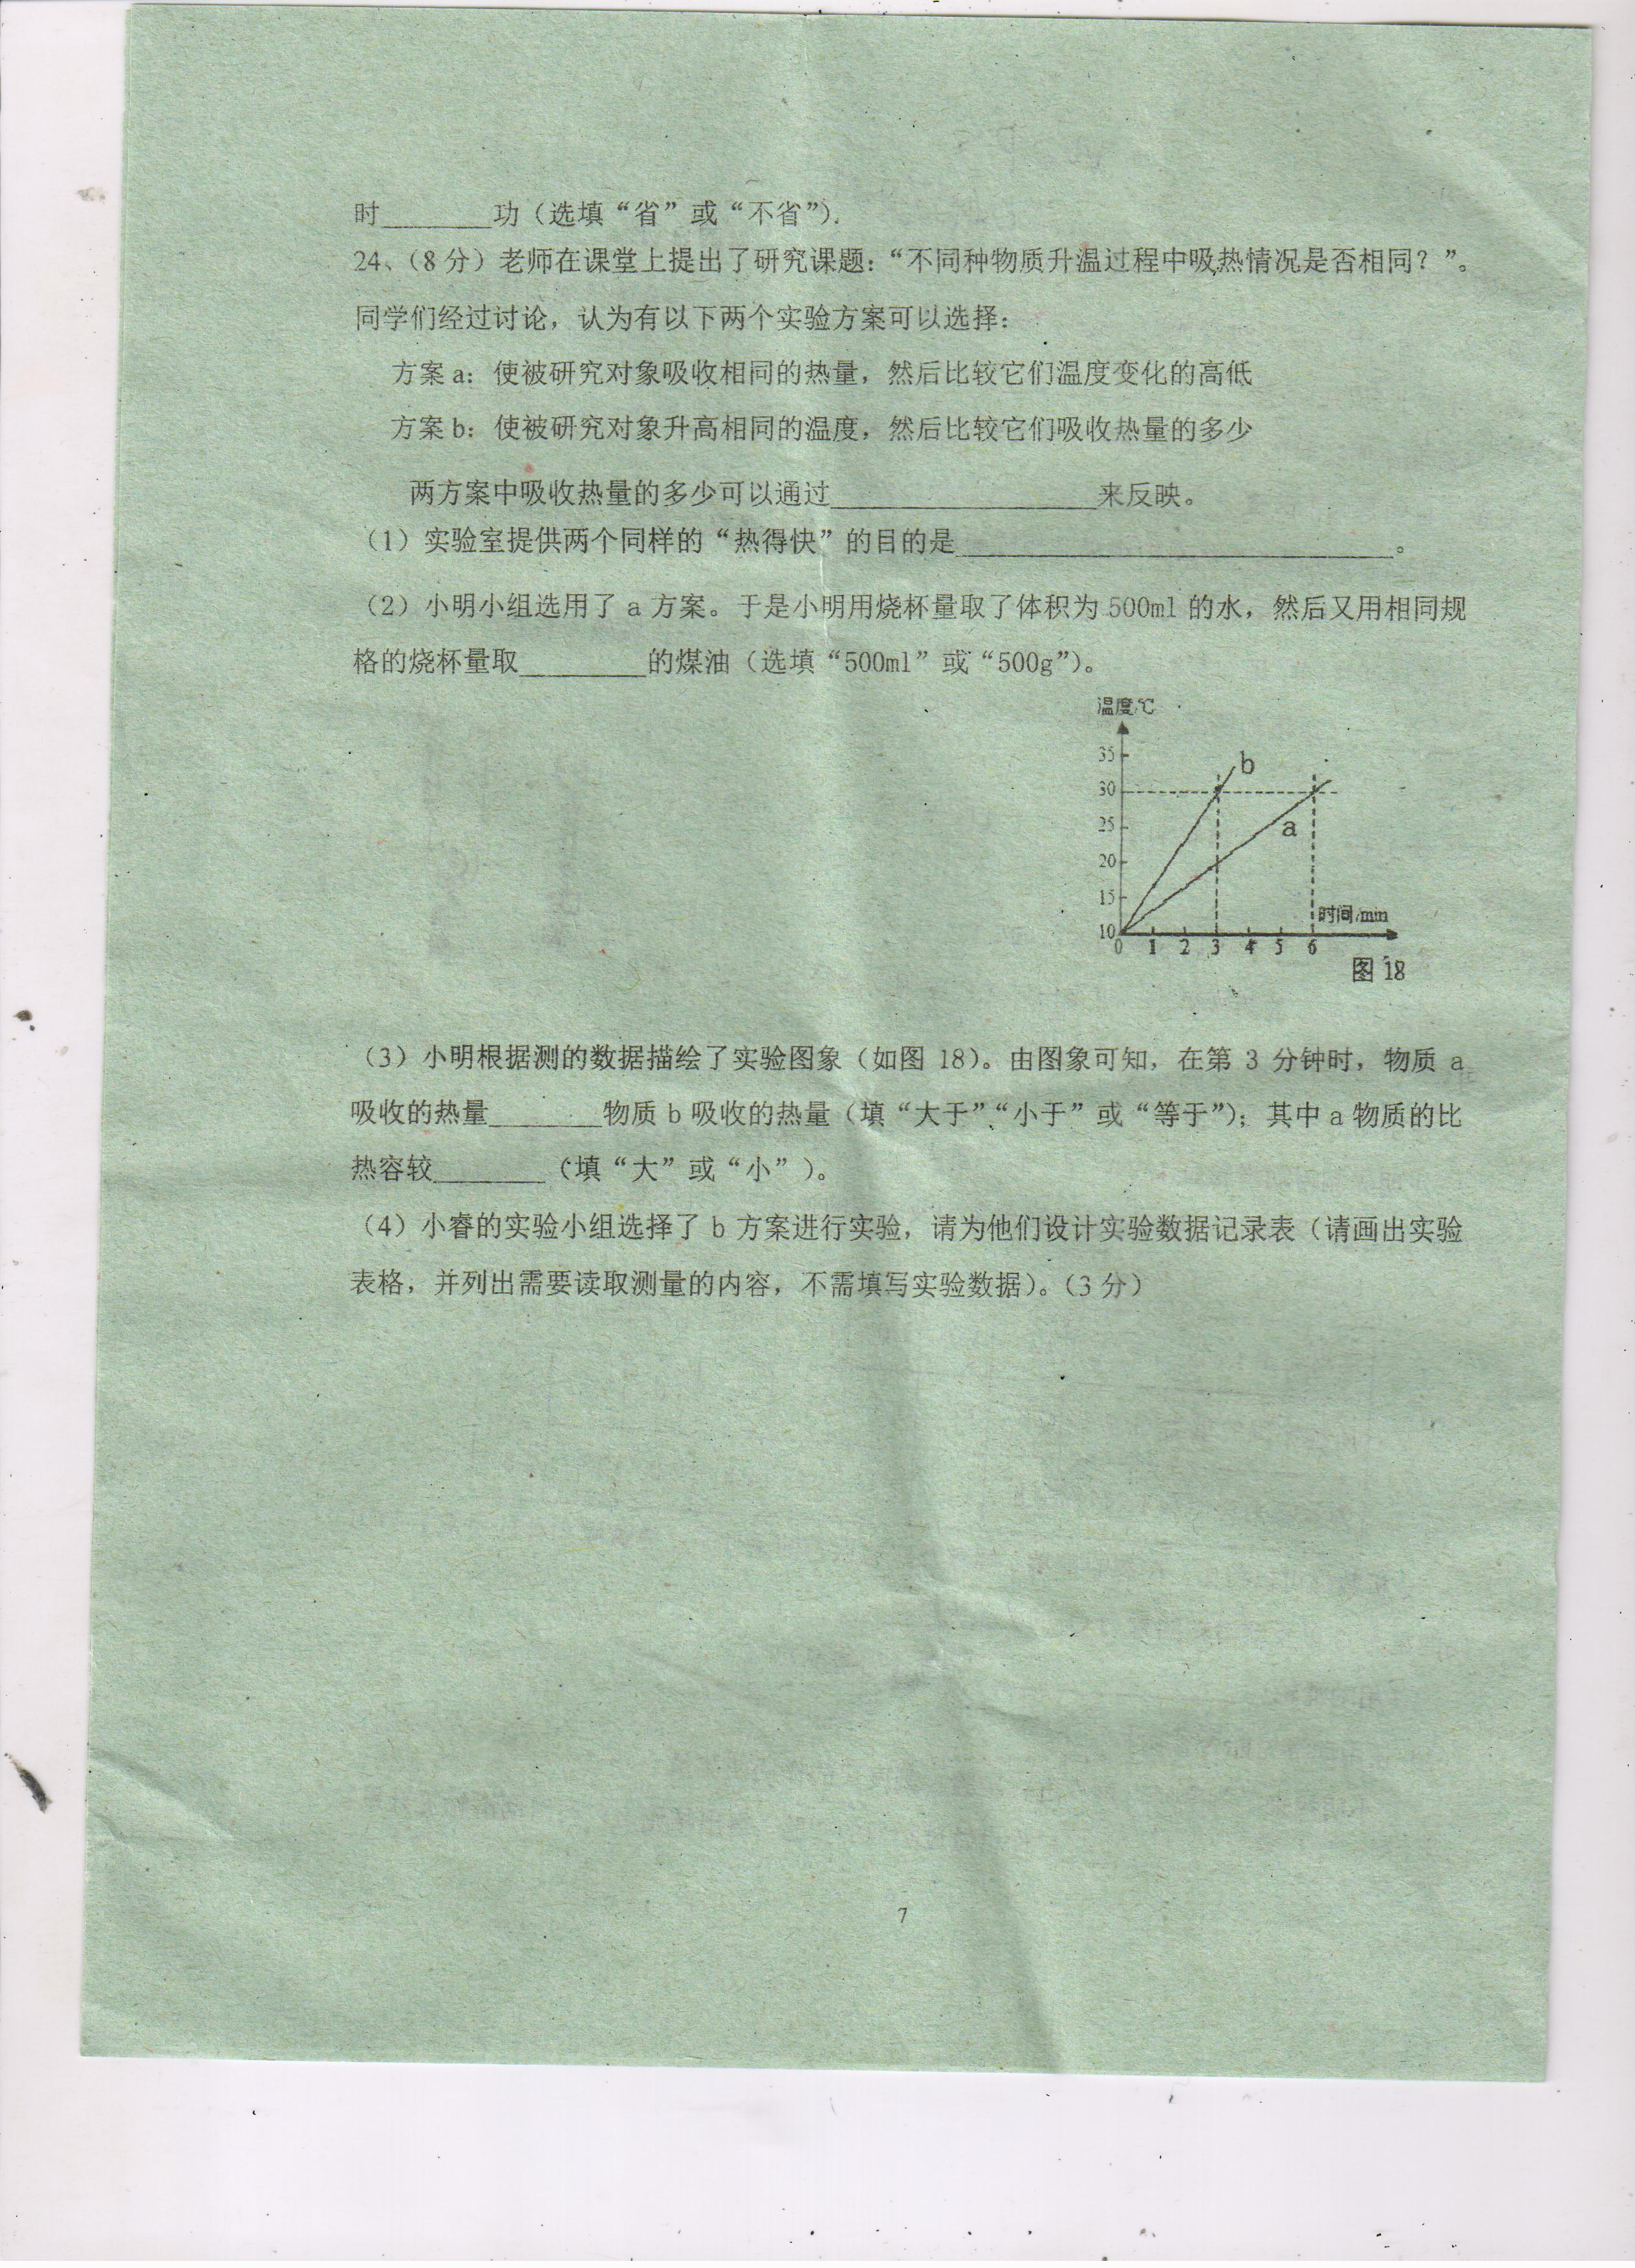 时________功（选填“省”或“不省”）.
24、（8 分）老师在课堂上提出了研究课题：“不同种物质升温过程中吸热情况是否相同？”。
同学们经过讨论，认为有以下两个实验方案可以选择：
方案 a：使被研究对象吸收相同的热量，然后比较它们温度变化的高低
方案 b：使被研究对象升高相同的温度，然后比较它们吸收热量的多少
两方案中吸收热量的多少可以通过___________________来反映。
（1）实验室提供两个同样的“热得快”的目的是_______________________________。
（2）小明小组选用了 a 方案。于是小明用烧杯量取了体积为 500ml 的水，然后又用相同规
格的烧杯量取_________的煤油（选填“500ml”或“500g”）。
温度/℃
35
b
30
25
a
20
15
时间/min
10
0 1 2 3 4 5 6
图 18
（3）小明根据测的数据描绘了实验图象（如图 18）。由图象可知，在第 3 分钟时，物质 a
吸收的热量________物质 b 吸收的热量（填“大于”、“小于”或“等于”）；其中 a 物质的比
热容较________（填“大”或“小”）。
（4）小睿的实验小组选择了 b 方案进行实验，请为他们设计实验数据记录表（请画出实验
表格，并列出需要读取测量的内容，不需填写实验数据）。（3 分）
7